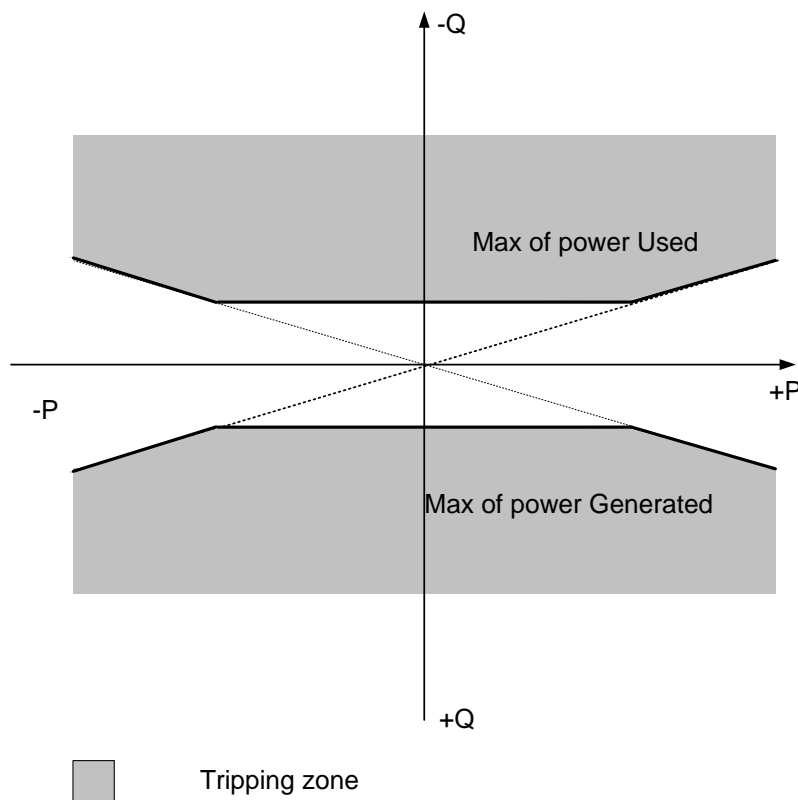 -Q
Max of power Used
+P
-P
Max of power Generated
+Q
Tripping zone